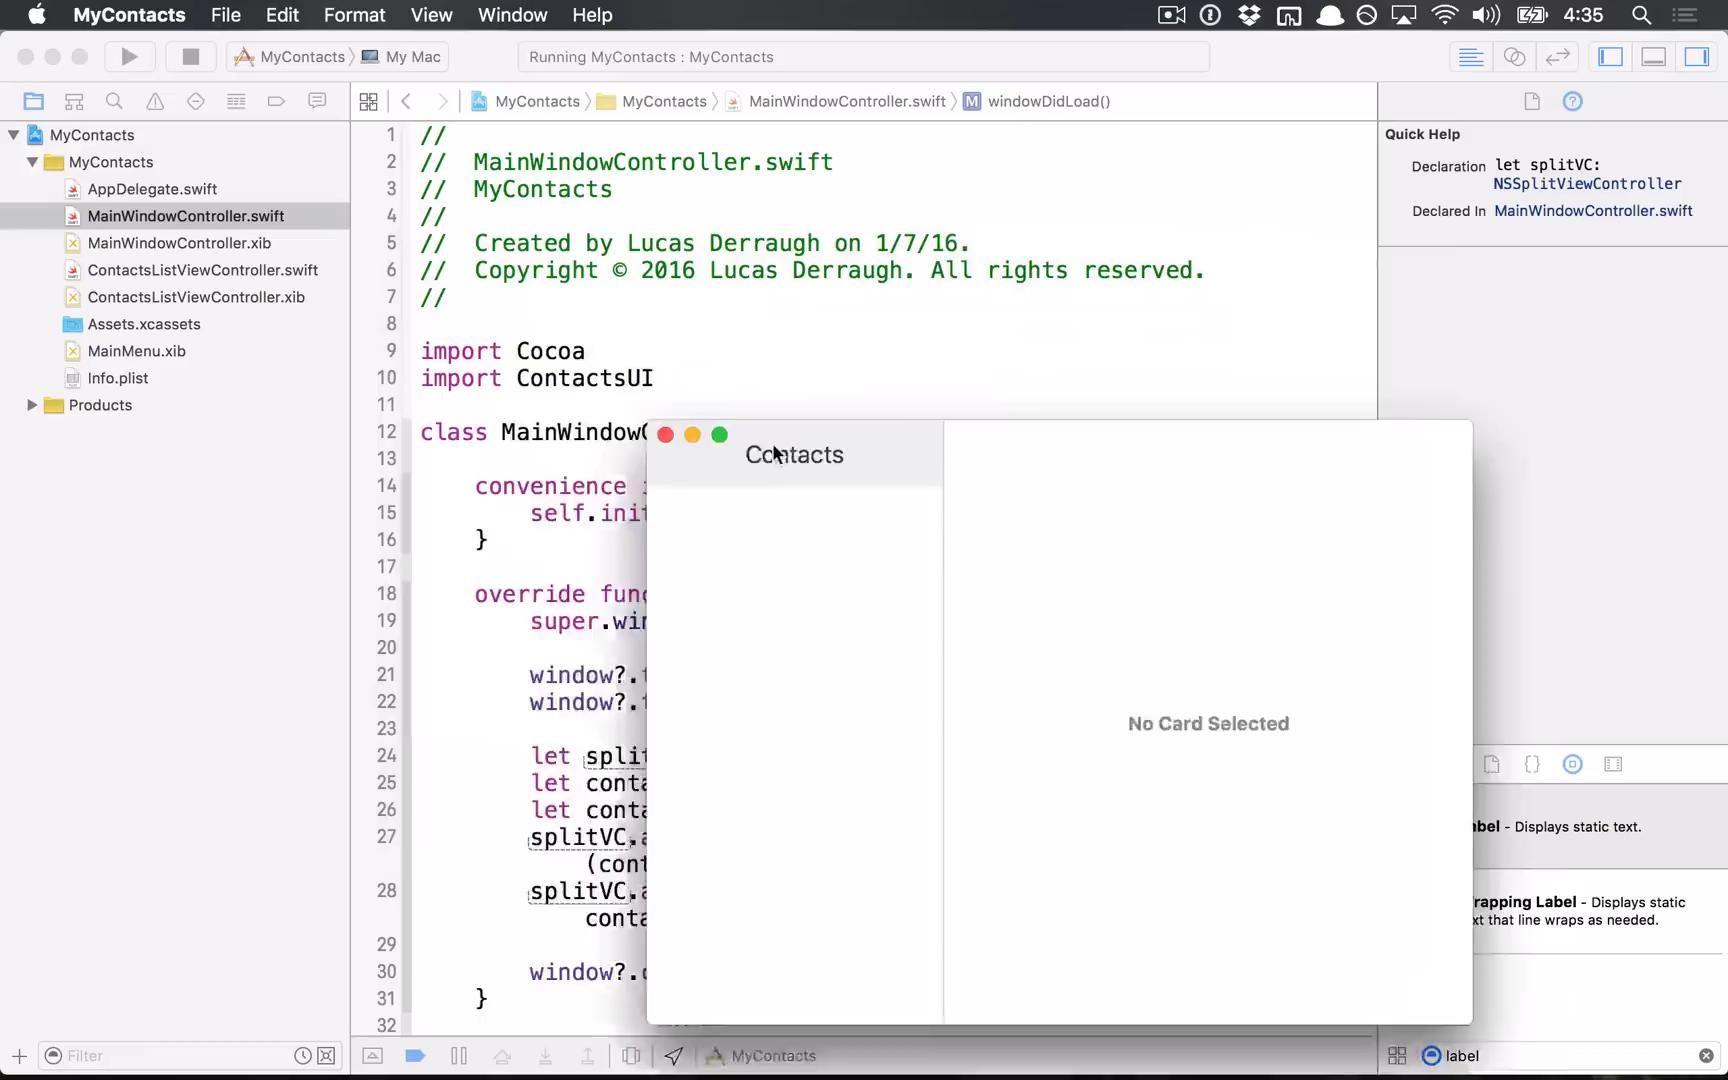 MyContacts File Edit Format View Window Help 4:35
MyContacts My Mac Running MyContacts : MyContacts
MyContacts MyContacts MainWindowController.swift M windowDidLoad()
MyContacts
MyContacts
AppDelegate.swift
MainWindowController.swift
MainWindowController.xib
ContactsListViewController.swift
ContactsListViewController.xib
Assets.xcassets
MainMenu.xib
Info.plist
Products
Filter
1 //
2 // MainWindowController.swift
3 // MyContacts
4 //
5 // Created by Lucas Derraugh on 1/7/16.
6 // Copyright © 2016 Lucas Derraugh. All rights reserved.
7 //
8
9 import Cocoa
10 import ContactsUI
11
12 class MainWindowC
13
14 convenience i
15 self.init
16 }
17
18 override func
19 super.win
20
21 window?.t
22 window?.t
23
24 let split
25 let conta
26 let conta
27 splitVC.a
(cont
28 splitVC.a
conta
29
30 window?.c
31 }
32
Contacts
No Card Selected
MyContacts
Quick Help
Declaration let splitVC:
NSSplitViewController
Declared In MainWindowController.swift
{}
bel - Displays static text.
rapping Label - Displays static
xt that line wraps as needed.
label